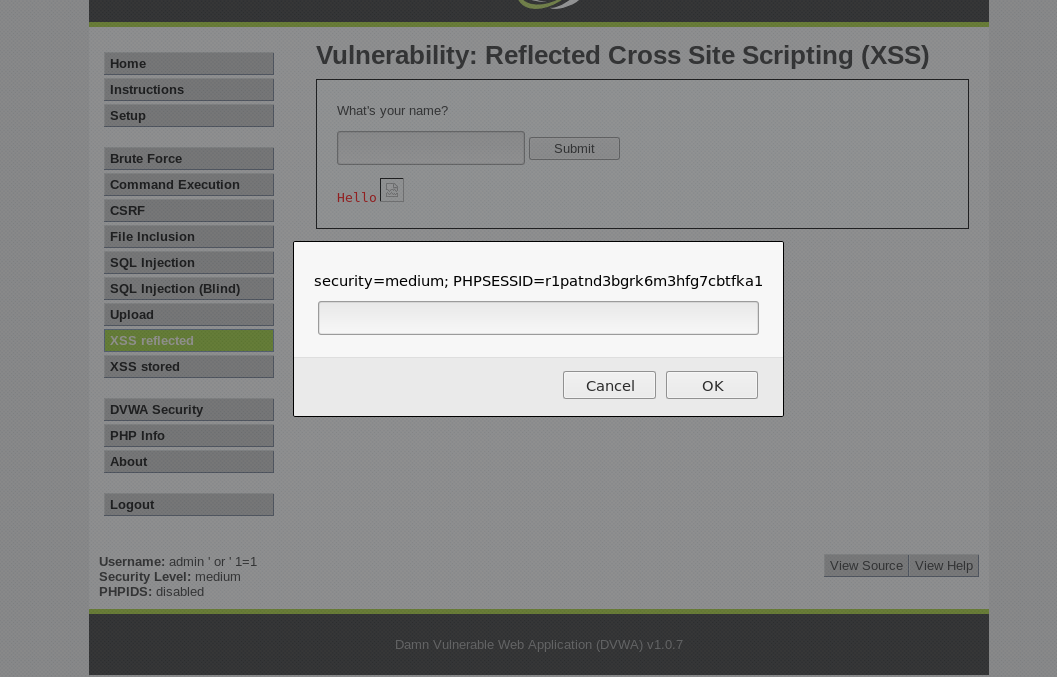 Vulnerability: Reflected Cross Site Scripting (XSS)
Home
Instructions
Setup
Brute Force
Command Execution
CSRF
File Inclusion
SQL Injection
SQL Injection (Blind)
Upload
XSS reflected
XSS stored
DVWA Security
PHP Info
About
Logout
What's your name?
Submit
Hello
security=medium; PHPSESSID=r1patnd3bgrk6m3hfg7cbtfka1
Cancel OK
Username: admin ' or ' 1=1
Security Level: medium
PHPIDS: disabled
View Source View Help
Damn Vulnerable Web Application (DVWA) v1.0.7